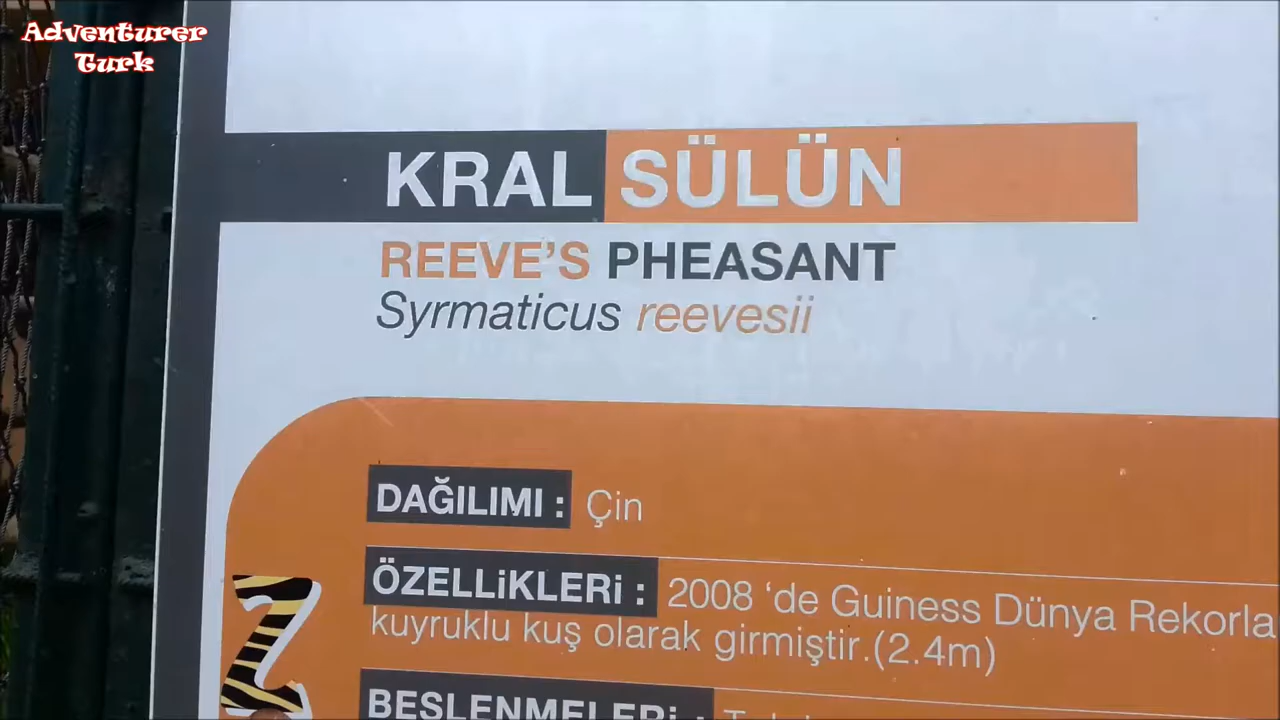 Adventurer
Turk
KRAL SÜLÜN
REEVE'S PHEASANT
Syrmaticus reevesii
DAĞILIMI : Çin
ÖZELLiKLERi : 2008 'de Guiness Dünya Rekorla
kuyruklu kuş olarak girmiştir.(2.4m)
BESLENMELERi :